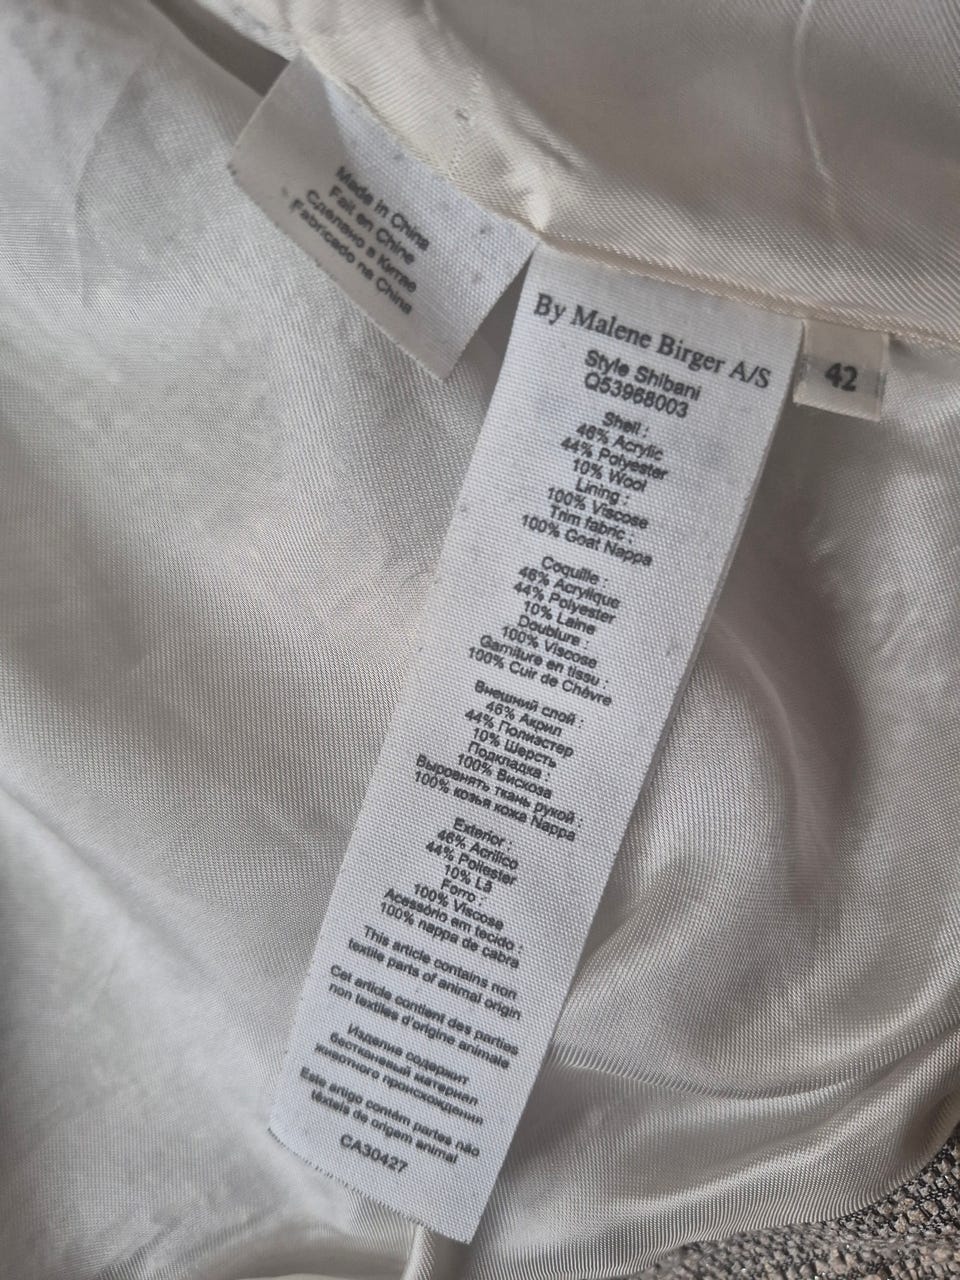 Made in China
Fait en Chine
Сделано в Китае
Fabricado na China
By Malene Birger A/S
42
Style Shibani
Q53968003
Shell :
46% Acrylic
44% Polyester
10% Wool
Lining :
100% Viscose
Trim fabric :
100% Goat Nappa
Coquille :
46% Acrylique
44% Polyester
10% Laine
Doublure :
100% Viscose
Garniture en tissu :
100% Cuir de Chèvre
Внешний слой :
46% Акрил
44% Полиэстер
10% Шерсть
Подкладка :
100% Вискоза
Выровнять ткань рукой :
100% козья кожа Nappa
Exterior :
46% Acrílico
44% Poliester
10% Lã
Forro :
100% Viscose
Acessório em tecido :
100% nappa de cabra
This article contains non
textile parts of animal origin
Cet article contient des parties
non textiles d'origine animale
Изделие содержит
бестканевый материал
животного происхождения
Este artigo contém partes não
têxteis de origem animal
CA30427